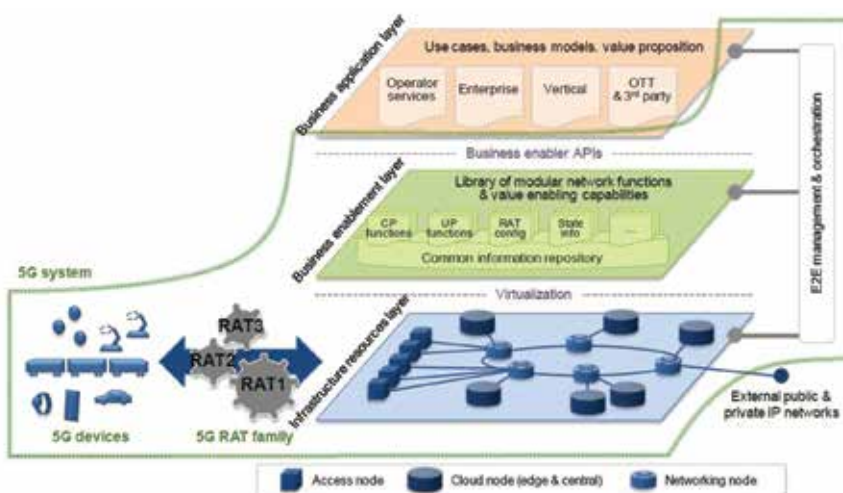 Business application layer
Use cases, business models, value proposition
Operator
services
Enterprise
Vertical
OTT
& 3rd party
Business enabler APIs
Business enablement layer
Library of modular network functions
& value enabling capabilities
CP
functions
UP
functions
RAT
config
State
info
...
Common information repository
Virtualization
E2E management & orchestration
5G system
RAT3
RAT2
RAT1
Infrastructure resources layer
5G devices
5G RAT family
External public &
private IP networks
Access node
Cloud node (edge & central)
Networking node